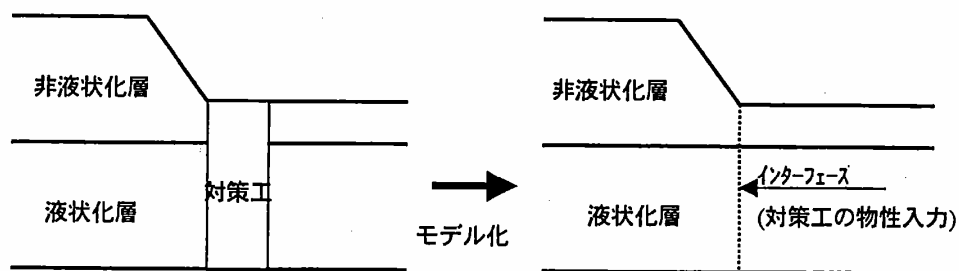 非液状化層
対策工
液状化層
モデル化
非液状化層
インターフェーズ
液状化層
(対策工の物性入力)